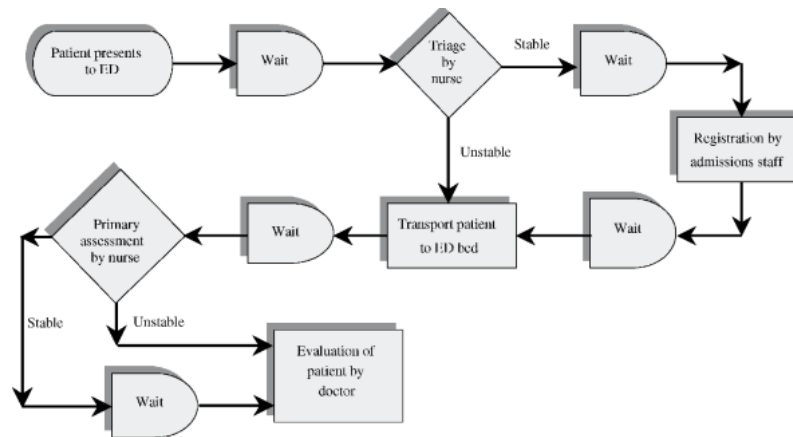 Patient presents
to ED
Wait
Triage
by
nurse
Stable
Wait
Registration by
admissions staff
Unstable
Wait
Transport patient
to ED bed
Wait
Primary
assessment
by nurse
Stable
Unstable
Wait
Evaluation of
patient by
doctor